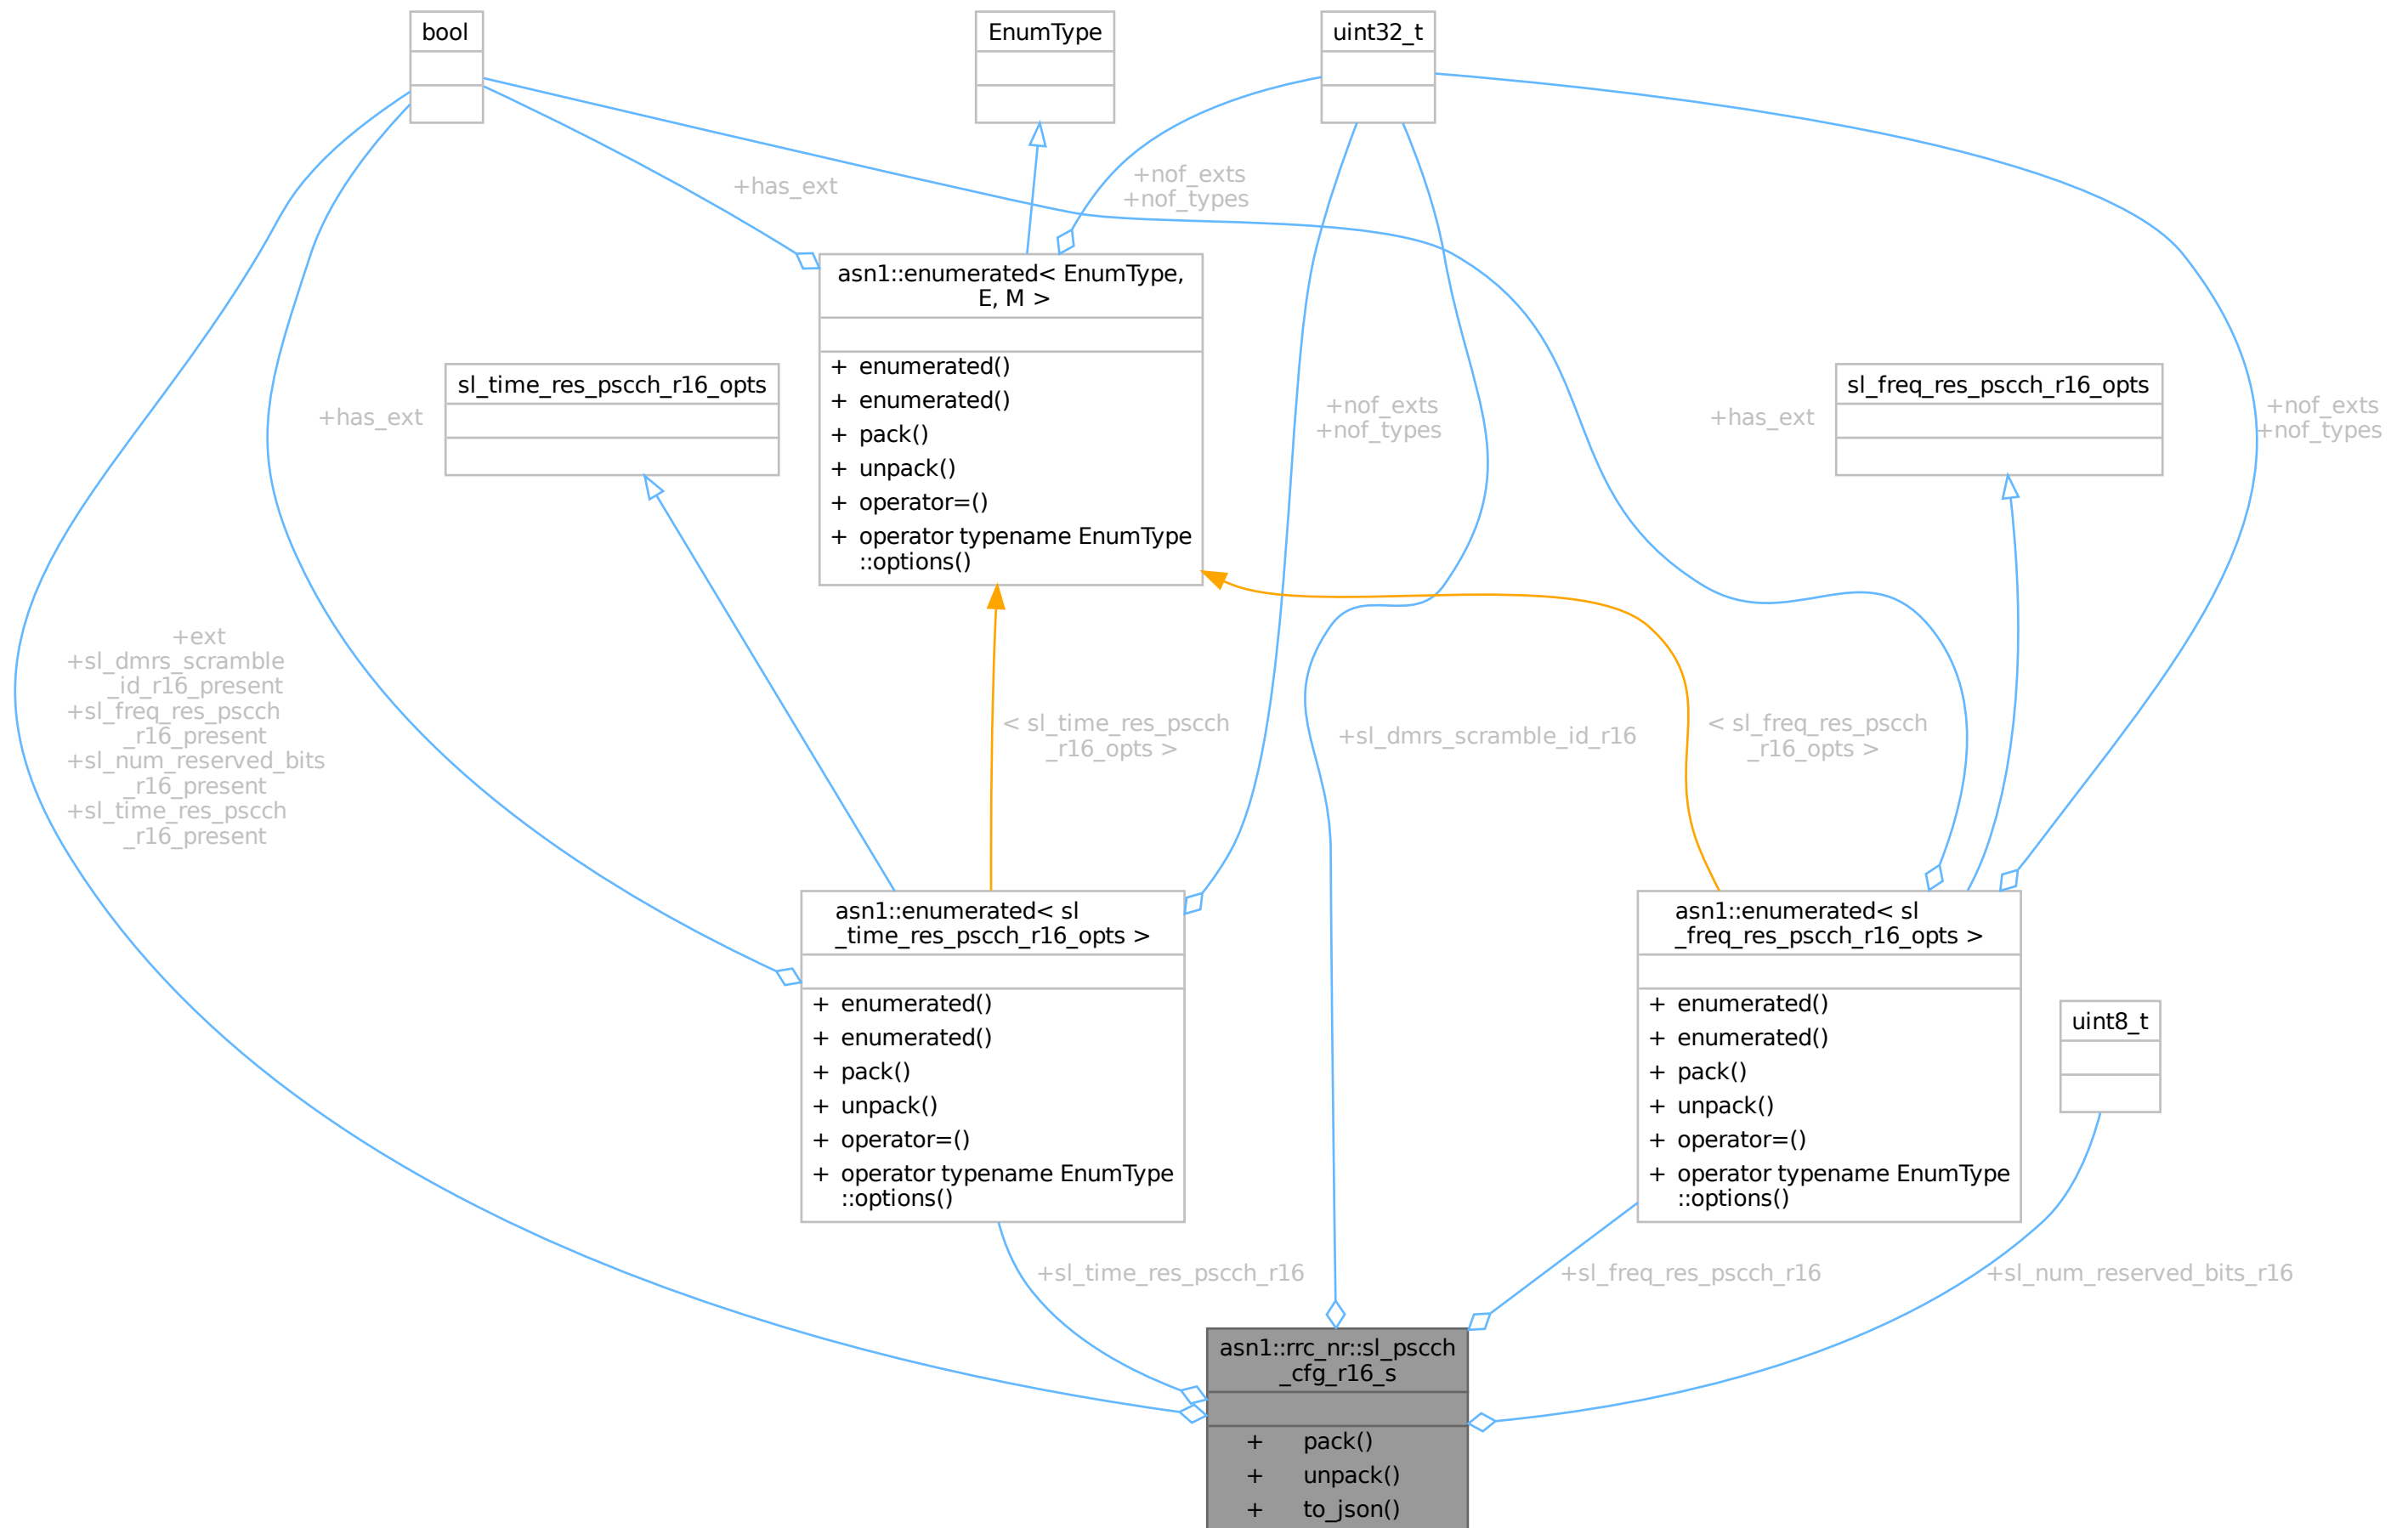 bool
EnumType
uint32_t
+has_ext
+nof_exts
+nof_types
asn1::enumerated< EnumType,
E, M >
+ enumerated()
+ enumerated()
+ pack()
+ unpack()
+ operator=()
+ operator typename EnumType
::options()
sl_time_res_pscch_r16_opts
sl_freq_res_pscch_r16_opts
+has_ext
+nof_exts
+nof_types
+has_ext
+nof_exts
+nof_types
+ext
+sl_dmrs_scramble
_id_r16_present
+sl_freq_res_pscch
_r16_present
+sl_num_reserved_bits
_r16_present
+sl_time_res_pscch
_r16_present
< sl_time_res_pscch
_r16_opts >
+sl_dmrs_scramble_id_r16
< sl_freq_res_pscch
_r16_opts >
asn1::enumerated< sl
_time_res_pscch_r16_opts >
+ enumerated()
+ enumerated()
+ pack()
+ unpack()
+ operator=()
+ operator typename EnumType
::options()
asn1::enumerated< sl
_freq_res_pscch_r16_opts >
+ enumerated()
+ enumerated()
+ pack()
+ unpack()
+ operator=()
+ operator typename EnumType
::options()
uint8_t
+sl_time_res_pscch_r16
+sl_freq_res_pscch_r16
+sl_num_reserved_bits_r16
asn1::rrc_nr::sl_pscch
_cfg_r16_s
+ pack()
+ unpack()
+ to_json()